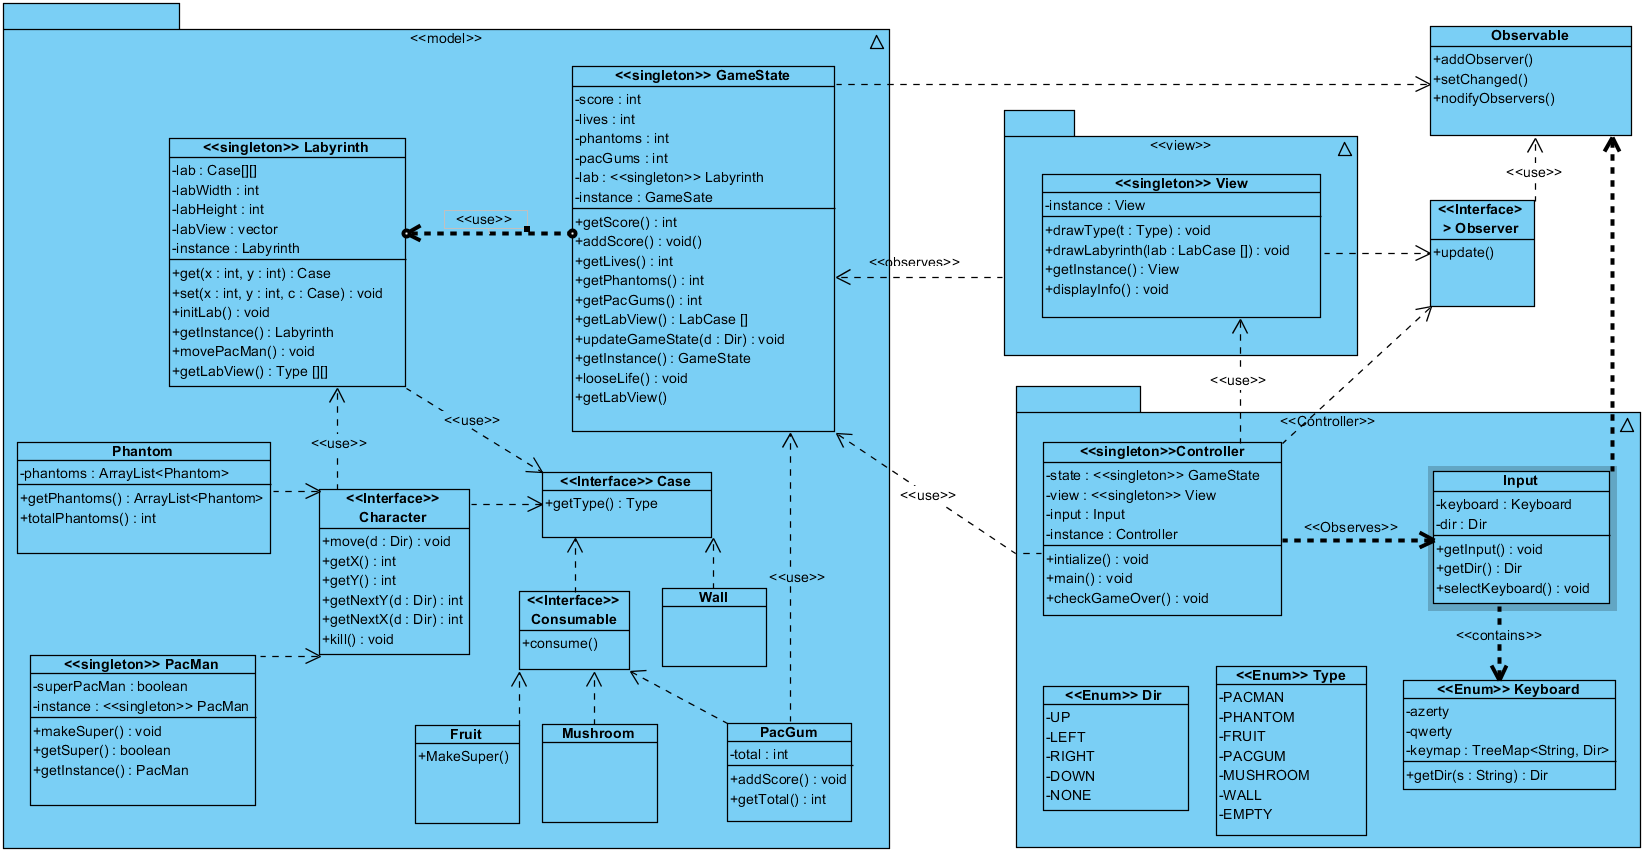 <<model>>
<<singleton>> GameState
-score : int
-lives : int
-phantoms : int
-pacGums : int
-lab : <<singleton>> Labyrinth
-instance : GameSate
+getScore() : int
+addScore() : void()
+getLives() : int
+getPhantoms() : int
+getPacGums() : int
+getLabView() : LabCase []
+updateGameState(d : Dir) : void
+getInstance() : GameState
+looseLife() : void
+getLabView()
<<singleton>> Labyrinth
-lab : Case[][]
-labWidth : int
-labHeight : int
-labView : vector
-instance : Labyrinth
+get(x : int, y : int) : Case
+set(x : int, y : int, c : Case) : void
+initLab() : void
+getInstance() : Labyrinth
+movePacMan() : void
+getLabView() : Type [][]
<<use>>
<<use>>
<<use>>
Phantom
-phantoms : ArrayList<Phantom>
+getPhantoms() : ArrayList<Phantom>
+totalPhantoms() : int
<<Interface>>
Character
+move(d : Dir) : void
+getX() : int
+getY() : int
+getNextY(d : Dir) : int
+getNextX(d : Dir) : int
+kill() : void
<<Interface>> Case
+getType() : Type
<<singleton>> PacMan
-superPacMan : boolean
-instance : <<singleton>> PacMan
+makeSuper() : void
+getSuper() : boolean
+getInstance() : PacMan
<<Interface>>
Consumable
+consume()
Wall
<<use>>
Fruit
+MakeSuper()
Mushroom
PacGum
-total : int
+addScore() : void
+getTotal() : int
<<observes>>
<<use>>
<<view>>
<<singleton>> View
-instance : View
+drawType(t : Type) : void
+drawLabyrinth(lab : LabCase []) : void
+getInstance() : View
+displayInfo() : void
<<use>>
Observable
+addObserver()
+setChanged()
+nodifyObservers()
<<use>>
<<Interface>
> Observer
+update()
<<Controller>>
<<singleton>>Controller
-state : <<singleton>> GameState
-view : <<singleton>> View
-input : Input
-instance : Controller
+intialize() : void
+main() : void
+checkGameOver() : void
<<Observes>>
Input
-keyboard : Keyboard
-dir : Dir
+getInput() : void
+getDir() : Dir
+selectKeyboard() : void
<<contains>>
<<Enum>> Dir
-UP
-LEFT
-RIGHT
-DOWN
-NONE
<<Enum>> Type
-PACMAN
-PHANTOM
-FRUIT
-PACGUM
-MUSHROOM
-WALL
-EMPTY
<<Enum>> Keyboard
-azerty
-qwerty
-keymap : TreeMap<String, Dir>
+getDir(s : String) : Dir